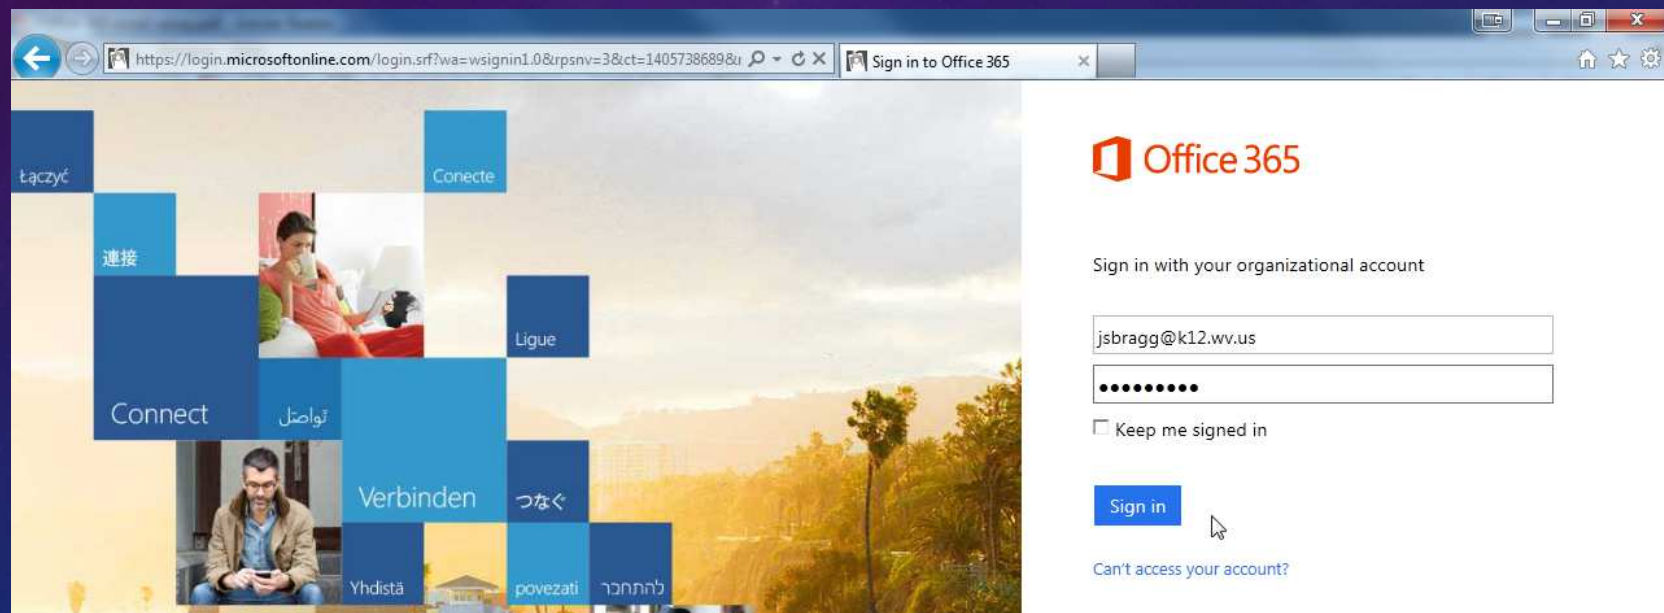 https://login.microsoftonline.com/login.srf?wa=wsignin1.0&rpsnv=3&ct=1405738689&
Sign in to Office 365
Office 365
Łączyć
Conecte
連接
Ligue
Connect
تواصل
Verbinden
つなぐ
Yhdistä
povezati
להתחבר
Sign in with your organizational account
jsbragg@k12.wv.us
•••••••••
Keep me signed in
Sign in
Can't access your account?